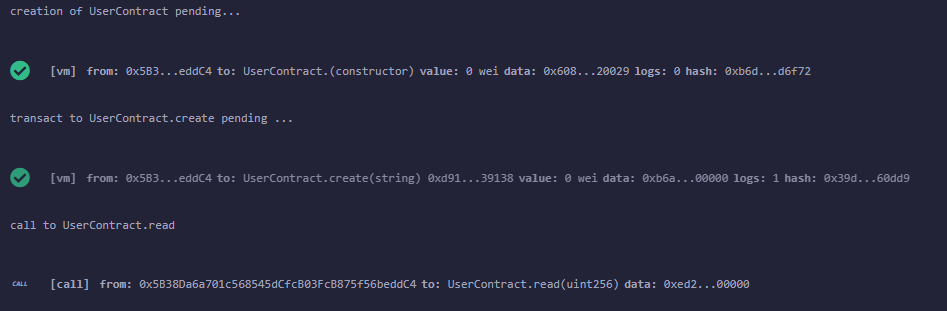 creation of UserContract pending...
[vm] from: 0x5B3...eddC4 to: UserContract.(constructor) value: 0 wei data: 0x608...20029 logs: 0 hash: 0xb6d...d6f72
transact to UserContract.create pending ...
[vm] from: 0x5B3...eddC4 to: UserContract.create(string) 0xd91...39138 value: 0 wei data: 0xb6a...00000 logs: 1 hash: 0x39d...60dd9
call to UserContract.read
CALL [call] from: 0x5B38Da6a701c568545dCfcB03FcB875f56beddC4 to: UserContract.read(uint256) data: 0xed2...00000